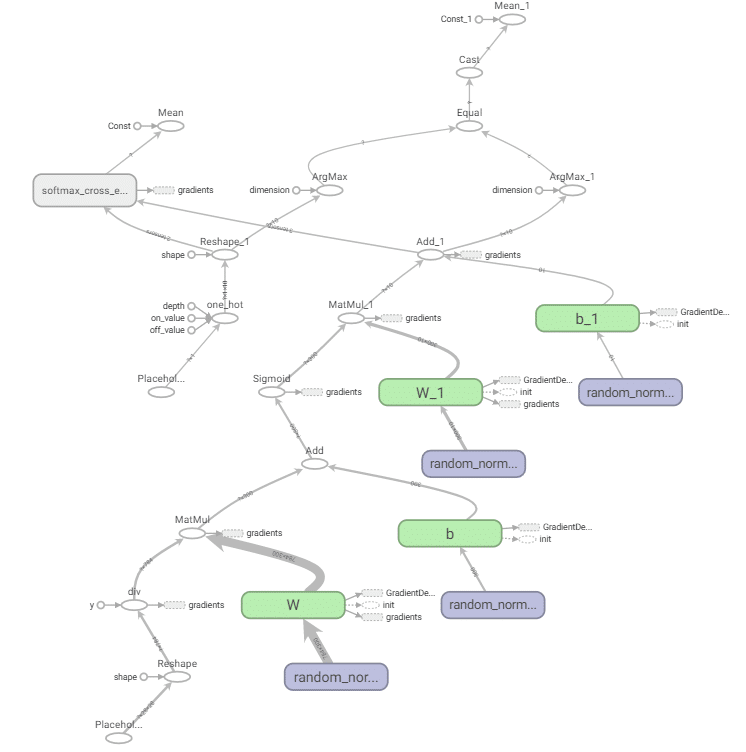 Mean_1
Const_1
Cast
Equal
Mean
Const
ArgMax
ArgMax_1
softmax_cross_e...
gradients
dimension
dimension
Reshape_1
Add_1
shape
gradients
depth
one_hot
MatMul_1
on_value
gradients
b_1
GradientDe...
init
off_value
Placehol...
Sigmoid
gradients
W_1
GradientDe...
init
gradients
random_norm...
Add
random_norm...
MatMul
gradients
b
GradientDe...
init
div
y
gradients
W
GradientDe...
init
gradients
random_norm...
Reshape
shape
random_nor...
Placehol...